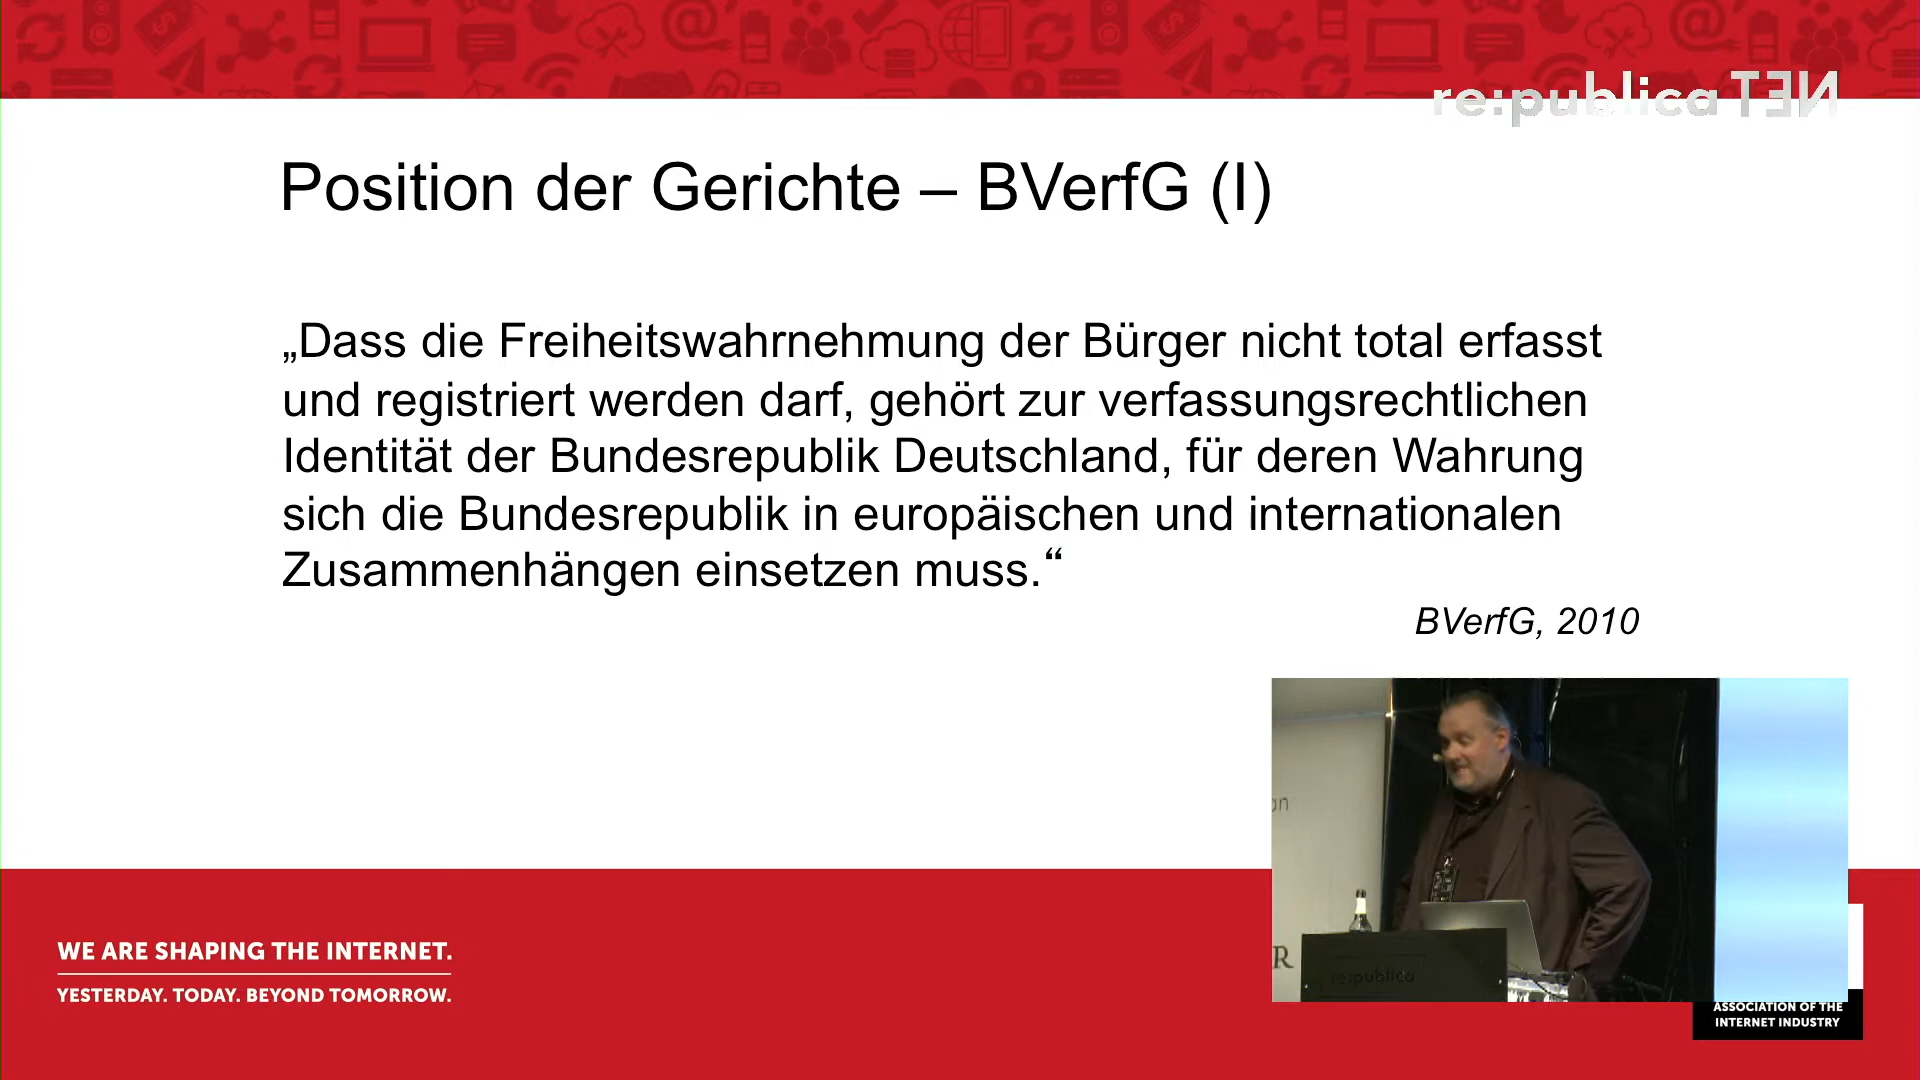 re:publica TEN
Position der Gerichte – BVerfG (I)
„Dass die Freiheitswahrnehmung der Bürger nicht total erfasst
und registriert werden darf, gehört zur verfassungsrechtlichen
Identität der Bundesrepublik Deutschland, für deren Wahrung
sich die Bundesrepublik in europäischen und internationalen
Zusammenhängen einsetzen muss.“
BVerfG, 2010
re:publica
WE ARE SHAPING THE INTERNET.
YESTERDAY. TODAY. BEYOND TOMORROW.
ASSOCIATION OF THE
INTERNET INDUSTRY